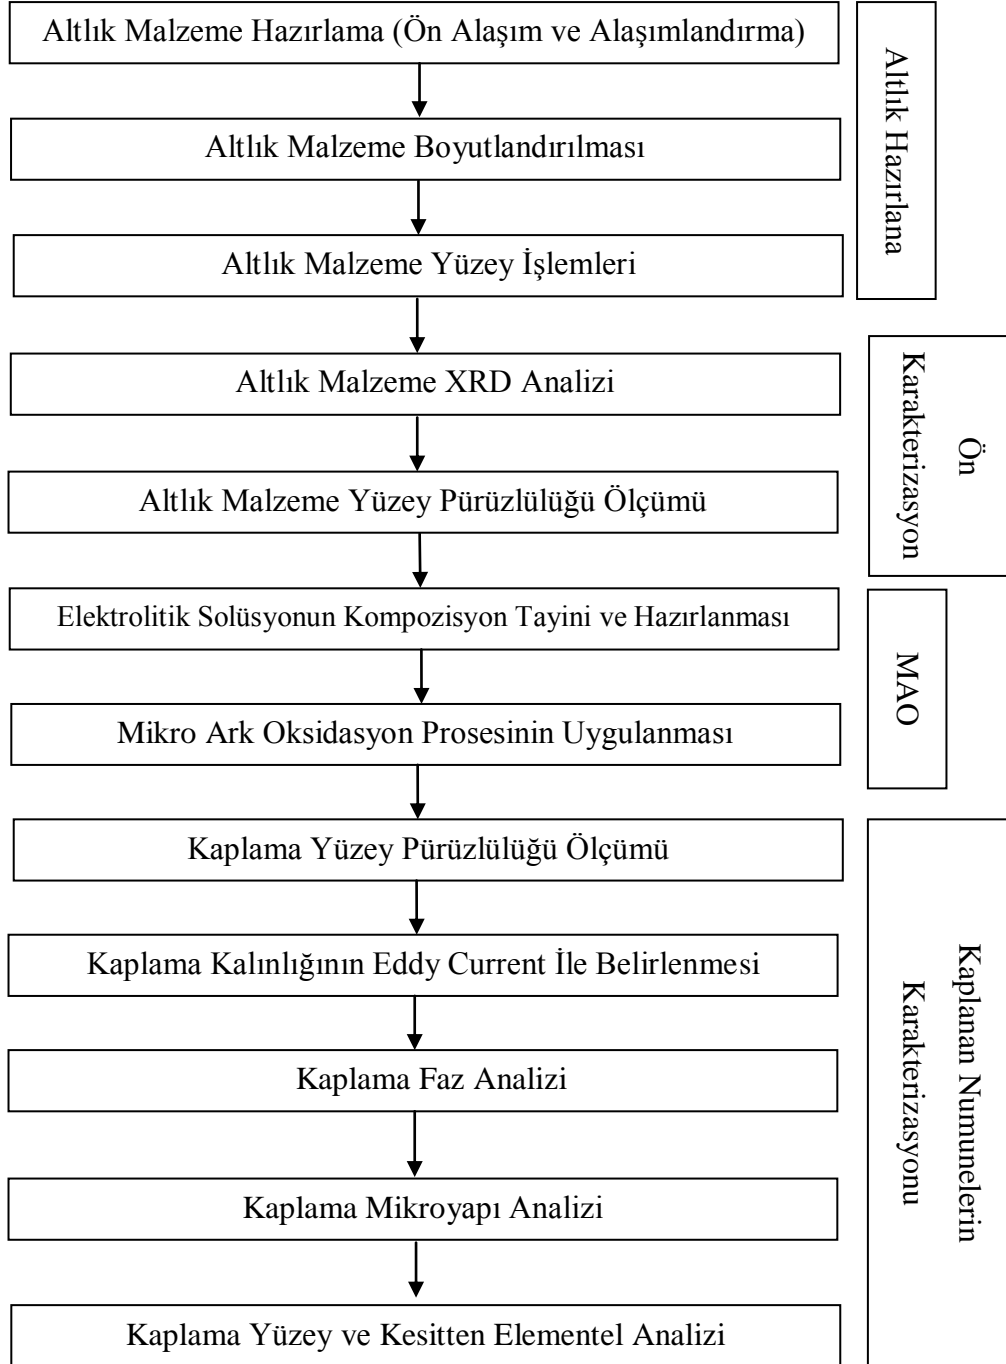 Altlık Malzeme Hazırlama (Ön Alaşım ve Alaşımlandırma)
Altlık Malzeme Boyutlandırılması
Altlık Malzeme Yüzey İşlemleri
Altlık Hazırlana
Altlık Malzeme XRD Analizi
Altlık Malzeme Yüzey Pürüzlülüğü Ölçümü
Ön
Karakterizasyon
Elektrolitik Solüsyonun Kompozisyon Tayini ve Hazırlanması
Mikro Ark Oksidasyon Prosesinin Uygulanması
MAO
Kaplama Yüzey Pürüzlülüğü Ölçümü
Kaplama Kalınlığının Eddy Current İle Belirlenmesi
Kaplama Faz Analizi
Kaplama Mikroyapı Analizi
Kaplama Yüzey ve Kesitten Elementel Analizi
Kaplanan Numunelerin
Karakterizasyonu